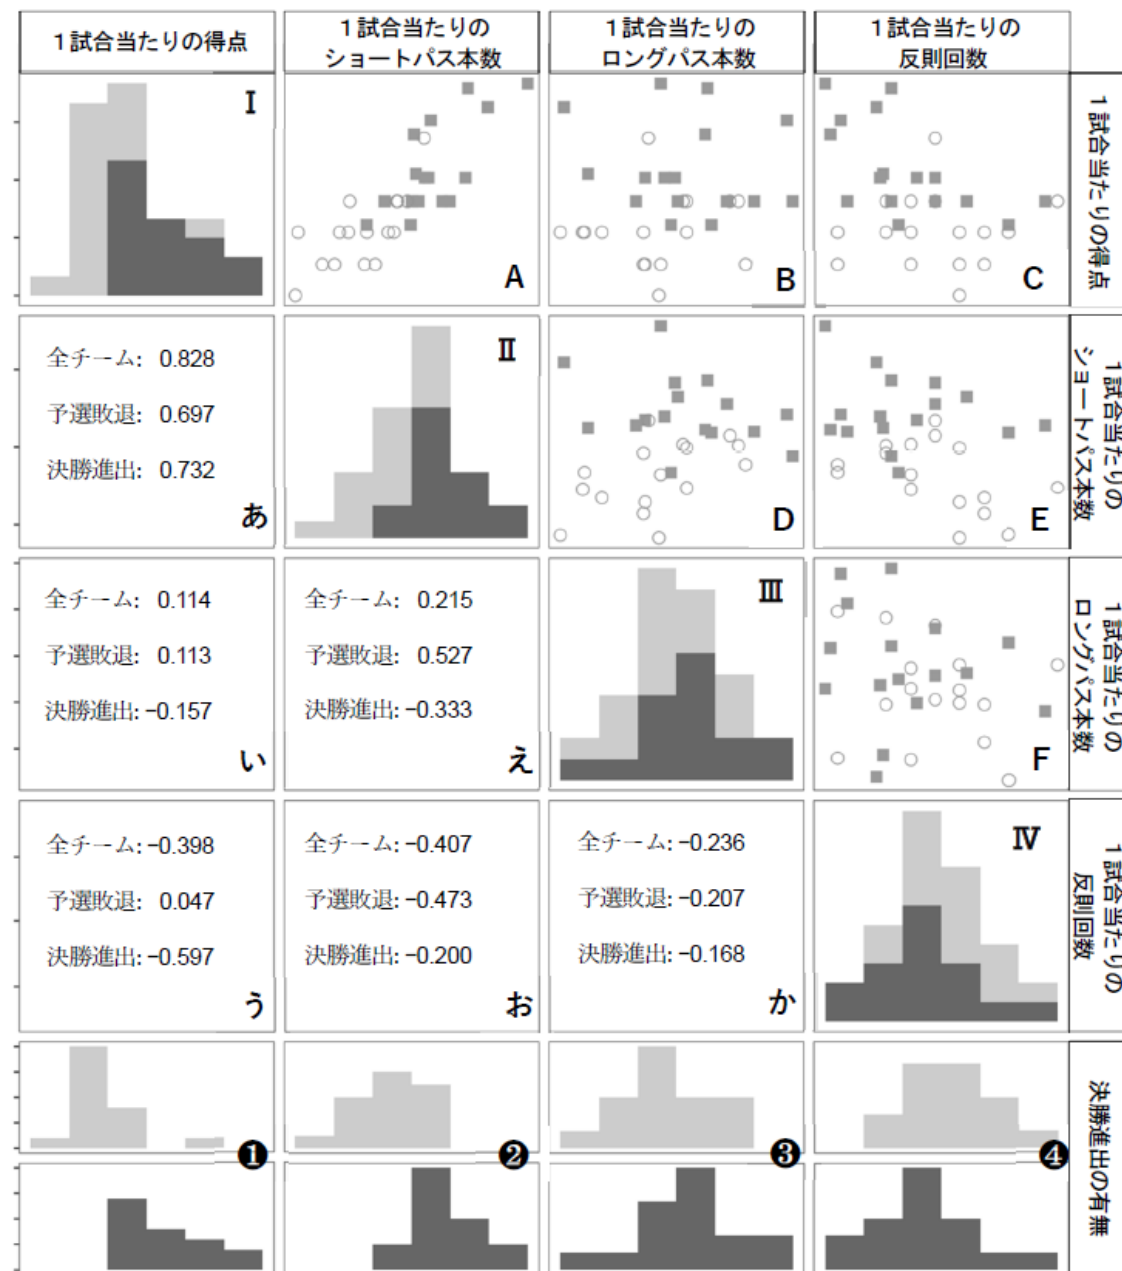 1試合当たりの得点
1試合当たりの
ショートパス本数
1試合当たりの
ロングパス本数
1試合当たりの
反則回数
Ⅰ
A
B
C
1試合当たりの得点
全チーム: 0.828
予選敗退: 0.697
決勝進出: 0.732
あ
Ⅱ
D
E
1試合当たりの
ショートパス本数
全チーム: 0.114
予選敗退: 0.113
決勝進出: -0.157
い
全チーム: 0.215
予選敗退: 0.527
決勝進出: -0.333
え
Ⅲ
F
1試合当たりの
ロングパス本数
全チーム: -0.398
予選敗退: 0.047
決勝進出: -0.597
う
全チーム: -0.407
予選敗退: -0.473
決勝進出: -0.200
お
全チーム: -0.236
予選敗退: -0.207
決勝進出: -0.168
か
Ⅳ
1試合当たりの
反則回数
❶
❷
❸
❹
決勝進出の有無